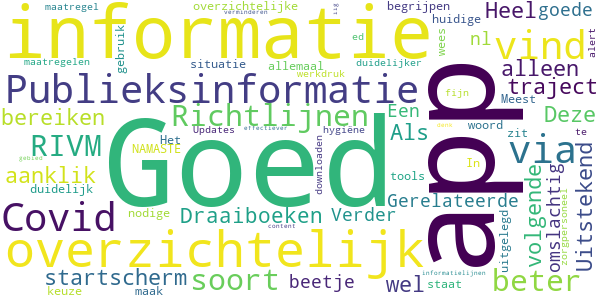 maatregel
overzichtelijke
begrijpen
Heel goede
verminderen
huidige
informatie
gebruik
ed
duidelijker
wees
nl
vind
alert
maatregelen
situatie
allemaal
werkdruk
Publieksinformatie
app
alleen
traject
fijn
Meest
bereiken
Richtlijnen
Een
Deze
Goed
Updates
effectiever
hygiëne
Als
woord
zit
te
RIVM
Het
NAMASTE
In
via
gebied
aanklik
downloaden
tools
volgende
omslachtig
zorgpersoneel
Uitstekend
duidelijk
nodige
Draaiboeken
Verder
Gerelateerde
uitgelegd
Covid
content
overzichtelijk
startscherm
soort
beetje
wel
informatielijnen
beter
keuze
maak
staat